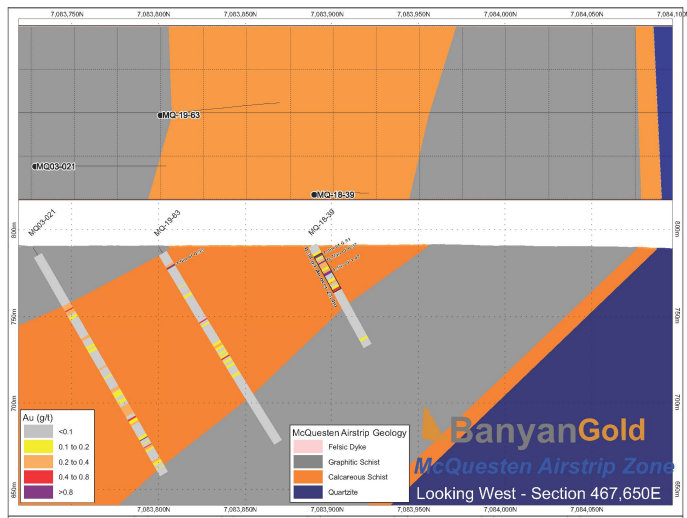 7,083,750N 7,083,800N 7,083,850N 7,083,900N 7,083,950N 7,084,000N 7,084,050N 7,084,100N
MQ-19-63
MQ03-021
MQ-18-39
MQ03-021
MQ-19-63
MQ-18-39
800m
800m
750m
750m
700m
700m
650m
650m
Au (g/t)
<0.1
0.1 to 0.2
0.2 to 0.4
0.4 to 0.8
>0.8
McQuesten Airstrip Geology
Felsic Dyke
Graphitic Schist
Calcareous Schist
Quartzite
BanyanGold
McQuesten Airstrip Zone
Looking West - Section 467,650E
7,083,800N 7,083,850N 7,083,900N 7,083,950N 7,084,000N 7,084,050N